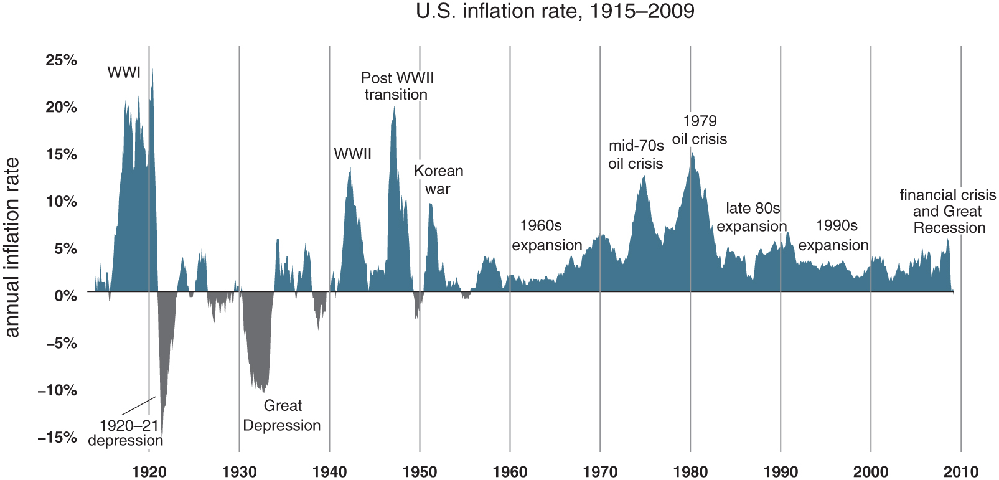 U.S. inflation rate, 1915–2009
annual inflation rate
25%
20%
15%
10%
5%
0%
–5%
–10%
–15%
WWI
1920–21
depression
Great
Depression
WWII
Post WWII
transition
Korean
war
1960s
expansion
mid-70s
oil crisis
1979
oil crisis
late 80s
expansion
1990s
expansion
financial crisis
and Great
Recession
1920 1930 1940 1950 1960 1970 1980 1990 2000 2010